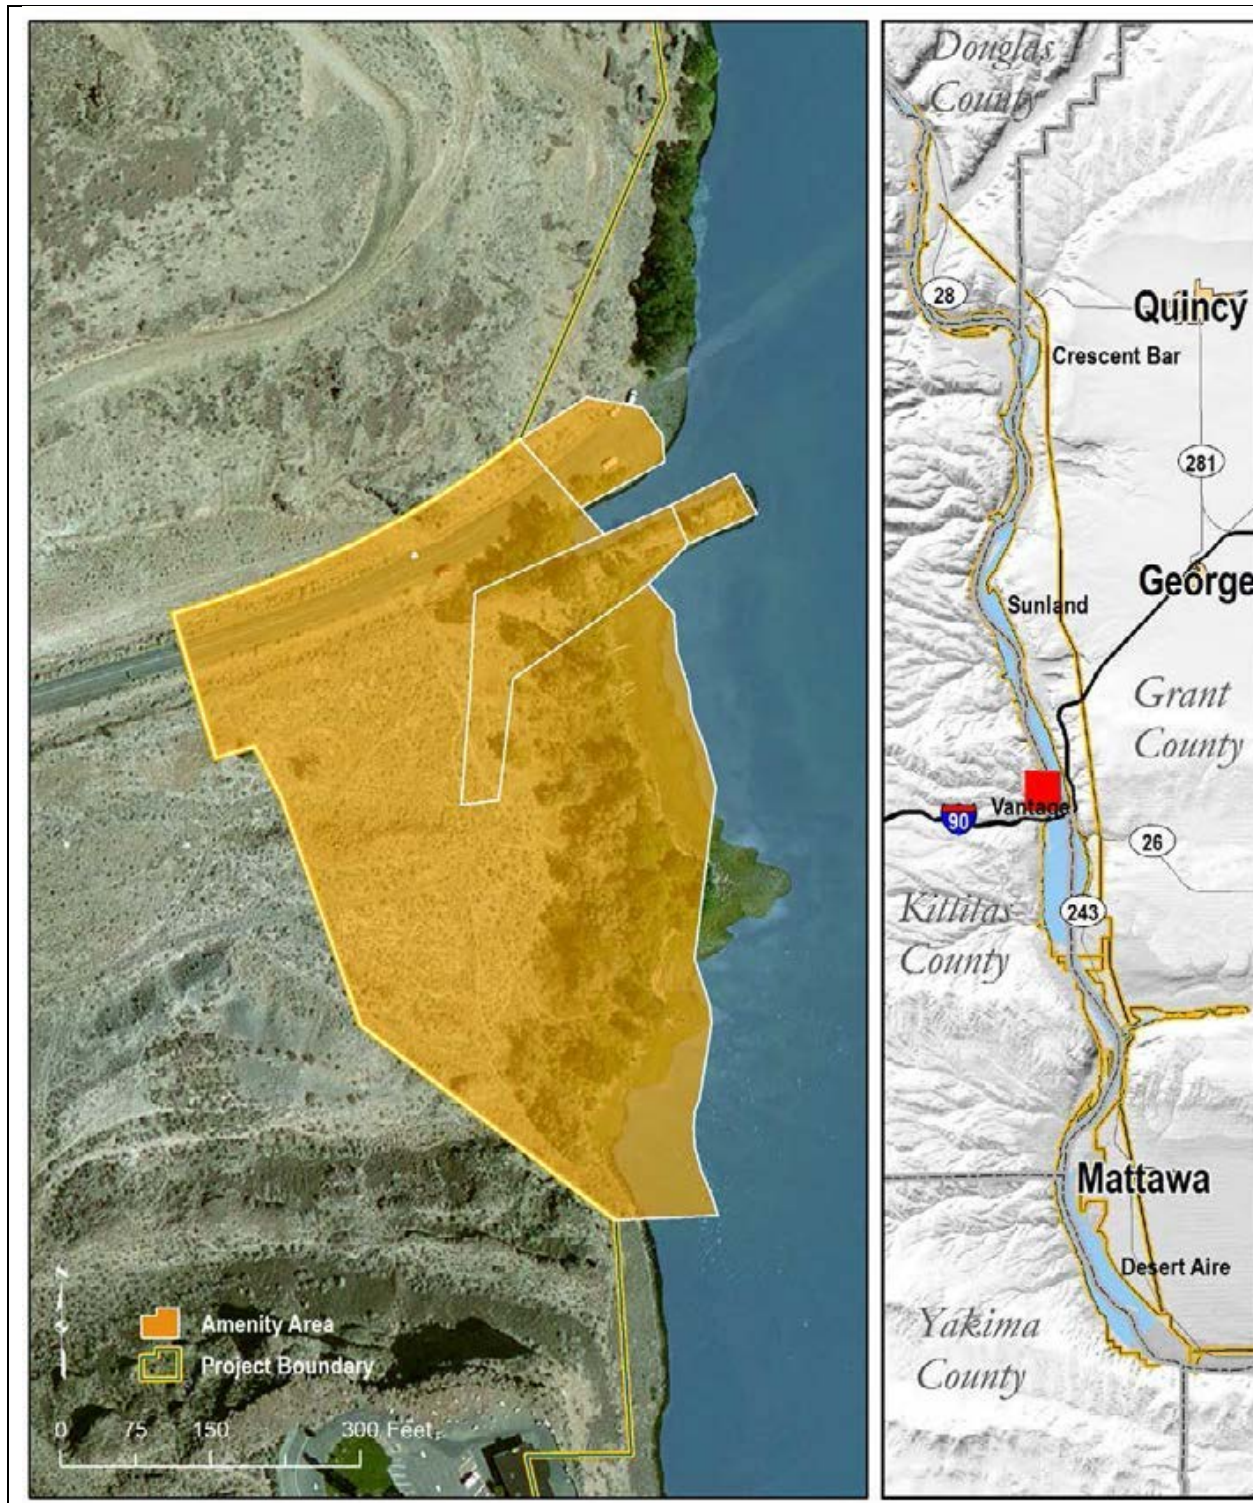 Amenity Area
Project Boundary
0 75 150 300 Feet
Douglas
County
28
Quincy
Crescent Bar
281
George
Sunland
Grant
County
Vantage
90
26
Kittitas
County
243
Mattawa
Desert Aire
Yakima
County